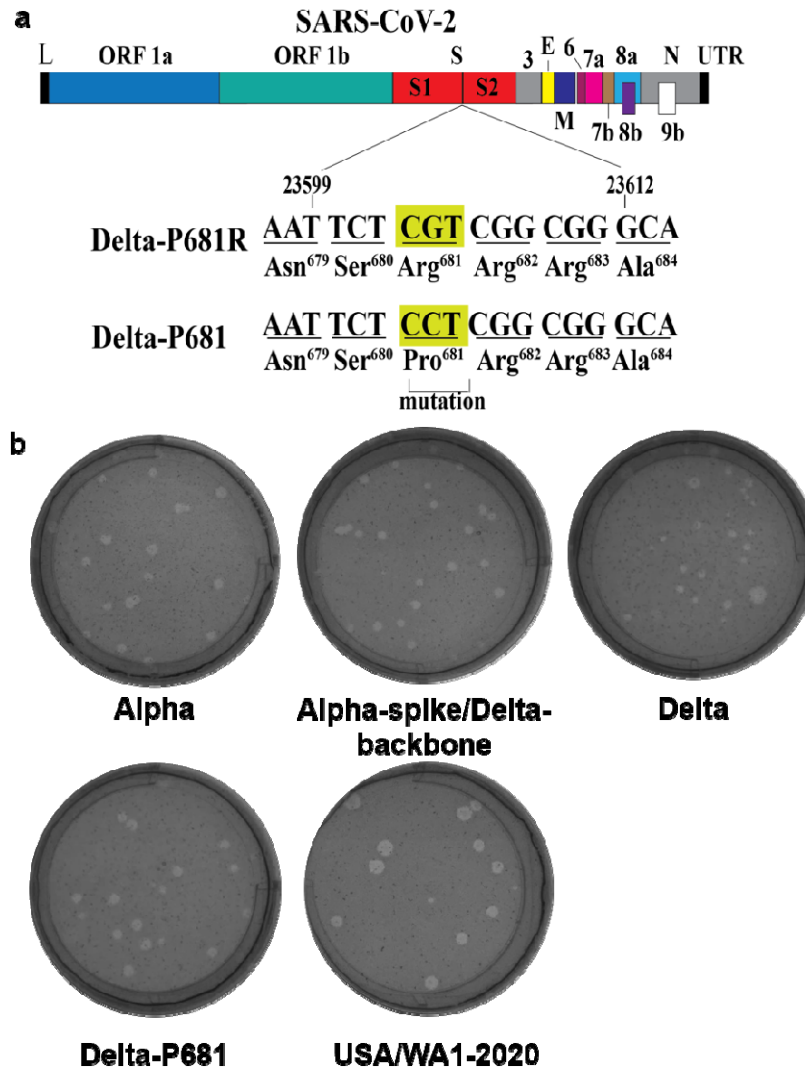 a
SARS-CoV-2
L ORF 1a ORF 1b S 3 E 6 7a 8a N UTR
S1 S2
M 7b 8b 9b
23599 23612
Delta-P681R AAT TCT CGT CGG CGG GCA
Asn⁶⁷⁹ Ser⁶⁸⁰ Arg⁶⁸¹ Arg⁶⁸² Arg⁶⁸³ Ala⁶⁸⁴
Delta-P681 AAT TCT CCT CGG CGG GCA
Asn⁶⁷⁹ Ser⁶⁸⁰ Pro⁶⁸¹ Arg⁶⁸² Arg⁶⁸³ Ala⁶⁸⁴
mutation
b
Alpha Alpha-spike/Delta- Delta
backbone
Delta-P681 USA/WA1-2020